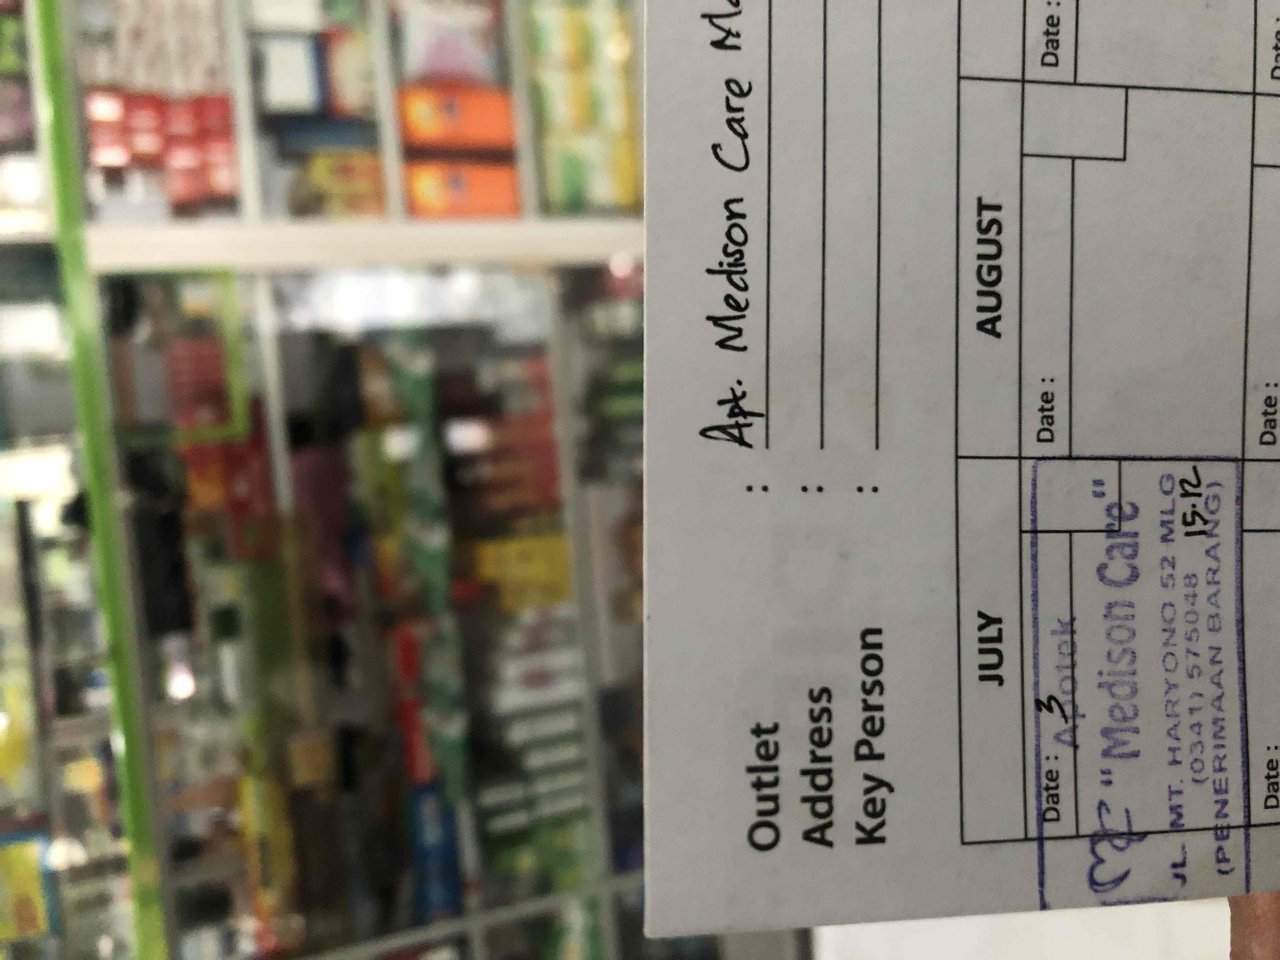 Outlet : Apt. Medison Care Ma
Address :
Key Person :
JULY AUGUST
Date : 3 Date : Date :
Apotek
"Medison Care"
JL. MT. HARYONO 52 MLG
(0341) 575048 15.12
(PENERIMAAN BARANG)
Date : Date : Date :